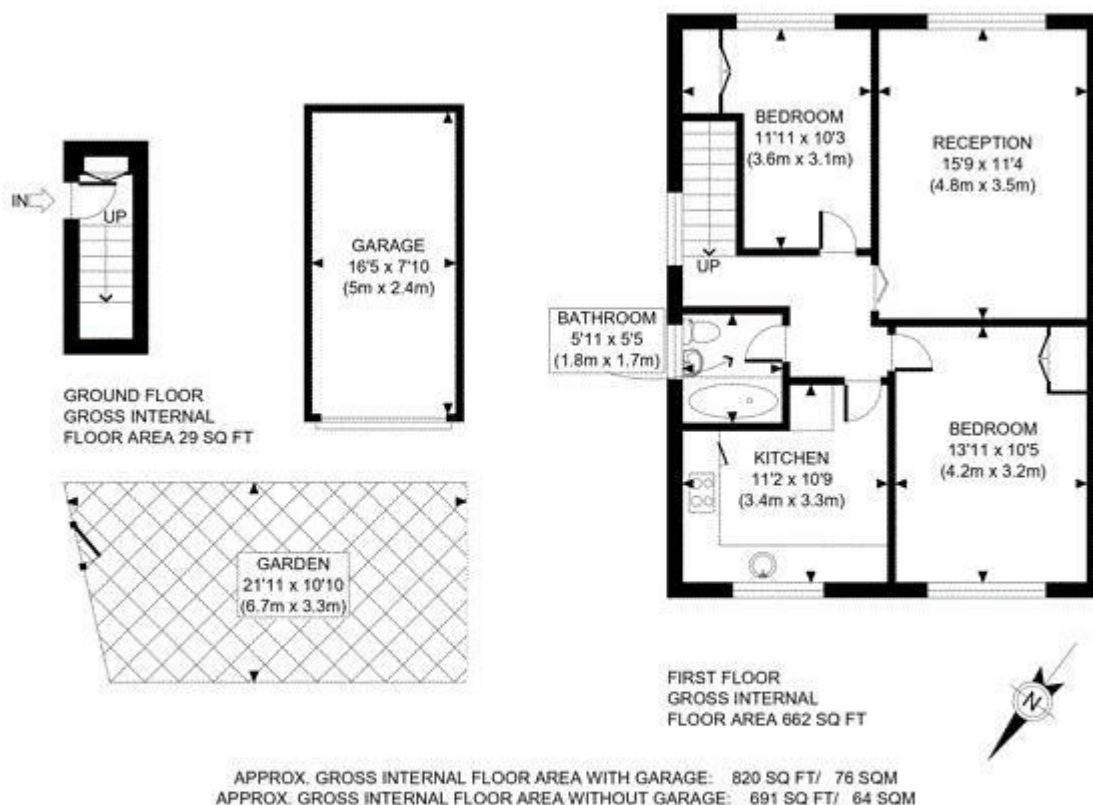 IN
UP
GROUND FLOOR
GROSS INTERNAL
FLOOR AREA 29 SQ FT
GARAGE
16'5 x 7'10
(5m x 2.4m)
GARDEN
21'11 x 10'10
(6.7m x 3.3m)
BEDROOM
11'11 x 10'3
(3.6m x 3.1m)
RECEPTION
15'9 x 11'4
(4.8m x 3.5m)
UP
BATHROOM
5'11 x 5'5
(1.8m x 1.7m)
KITCHEN
11'2 x 10'9
(3.4m x 3.3m)
BEDROOM
13'11 x 10'5
(4.2m x 3.2m)
FIRST FLOOR
GROSS INTERNAL
FLOOR AREA 662 SQ FT
N
APPROX. GROSS INTERNAL FLOOR AREA WITH GARAGE: 820 SQ FT/ 76 SQM
APPROX. GROSS INTERNAL FLOOR AREA WITHOUT GARAGE: 691 SQ FT/ 64 SQM